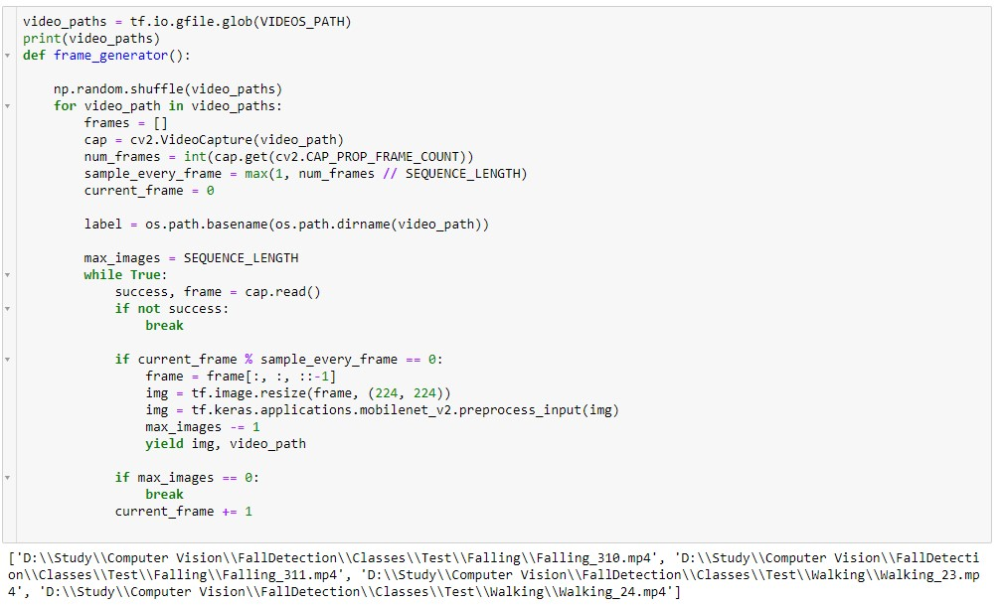 video_paths = tf.io.gfile.glob(VIDEOS_PATH)
print(video_paths)
def frame_generator():

    np.random.shuffle(video_paths)
    for video_path in video_paths:
        frames = []
        cap = cv2.VideoCapture(video_path)
        num_frames = int(cap.get(cv2.CAP_PROP_FRAME_COUNT))
        sample_every_frame = max(1, num_frames // SEQUENCE_LENGTH)
        current_frame = 0

        label = os.path.basename(os.path.dirname(video_path))

        max_images = SEQUENCE_LENGTH
        while True:
            success, frame = cap.read()
            if not success:
                break

            if current_frame % sample_every_frame == 0:
                frame = frame[:, :, ::-1]
                img = tf.image.resize(frame, (224, 224))
                img = tf.keras.applications.mobilenet_v2.preprocess_input(img)
                max_images -= 1
                yield img, video_path

            if max_images == 0:
                break
            current_frame += 1

['D:\\Study\\Computer Vision\\FallDetection\\Classes\\Test\\Falling\\Falling_310.mp4', 'D:\\Study\\Computer Vision\\FallDetecti
on\\Classes\\Test\\Falling\\Falling_311.mp4', 'D:\\Study\\Computer Vision\\FallDetection\\Classes\\Test\\Walking\\Walking_23.mp
4', 'D:\\Study\\Computer Vision\\FallDetection\\Classes\\Test\\Walking\\Walking_24.mp4']